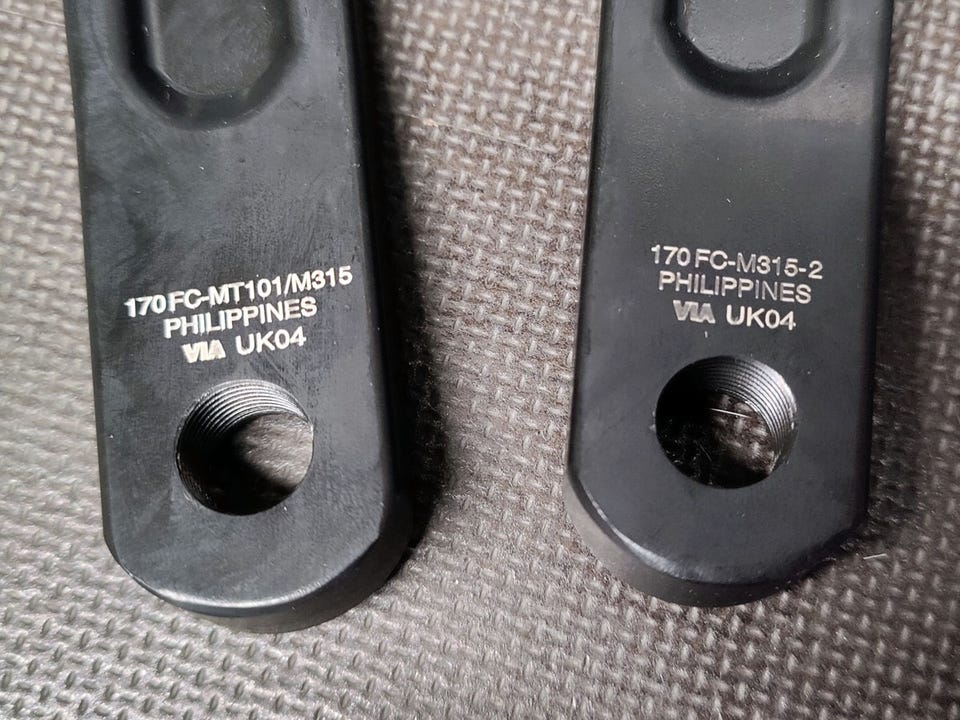 170 FC-MT101/M315
PHILIPPINES
VIA UK04
170 FC-M315-2
PHILIPPINES
VIA UK04